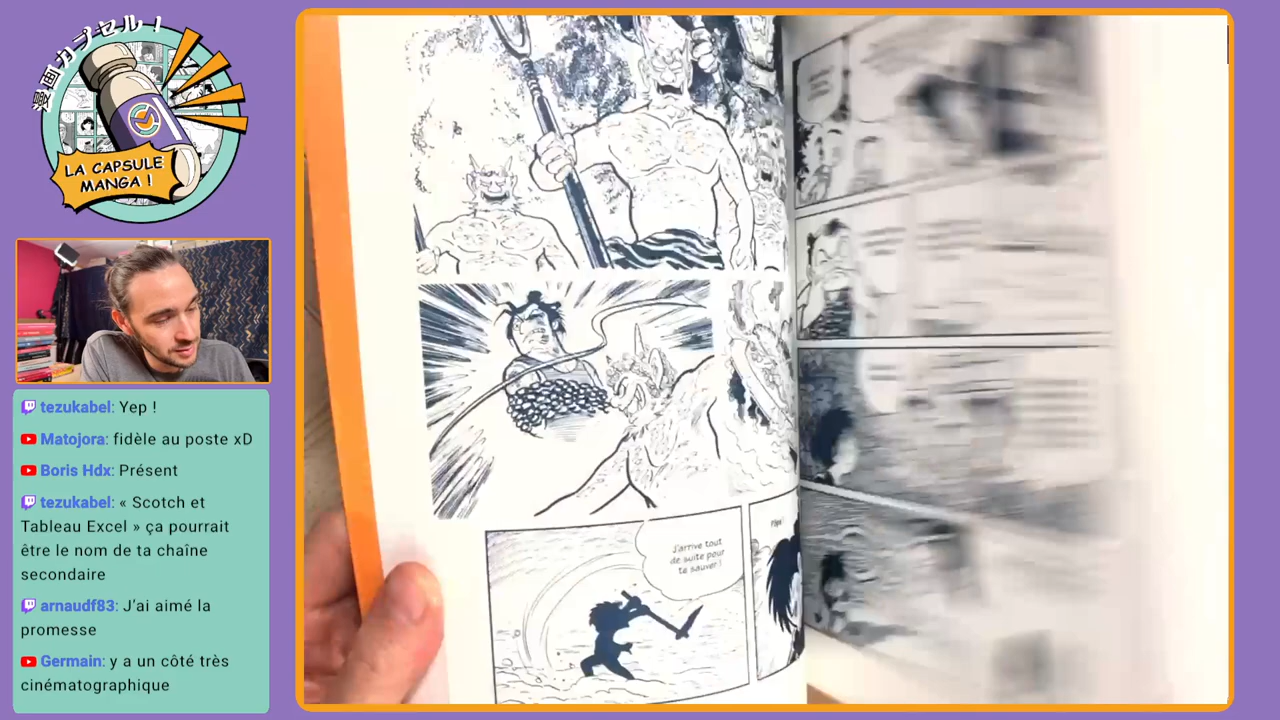 漫画カプセル!
LA CAPSULE
MANGA !
tezukabel: Yep !
Matojora: fidèle au poste xD
Boris Hdx: Présent
tezukabel: « Scotch et
Tableau Excel » ça pourrait
être le nom de ta chaîne
secondaire
arnaudf83: J'ai aimé la
promesse
Germain: y a un côté très
cinématographique
J'arrive tout
de suite pour
te sauver !